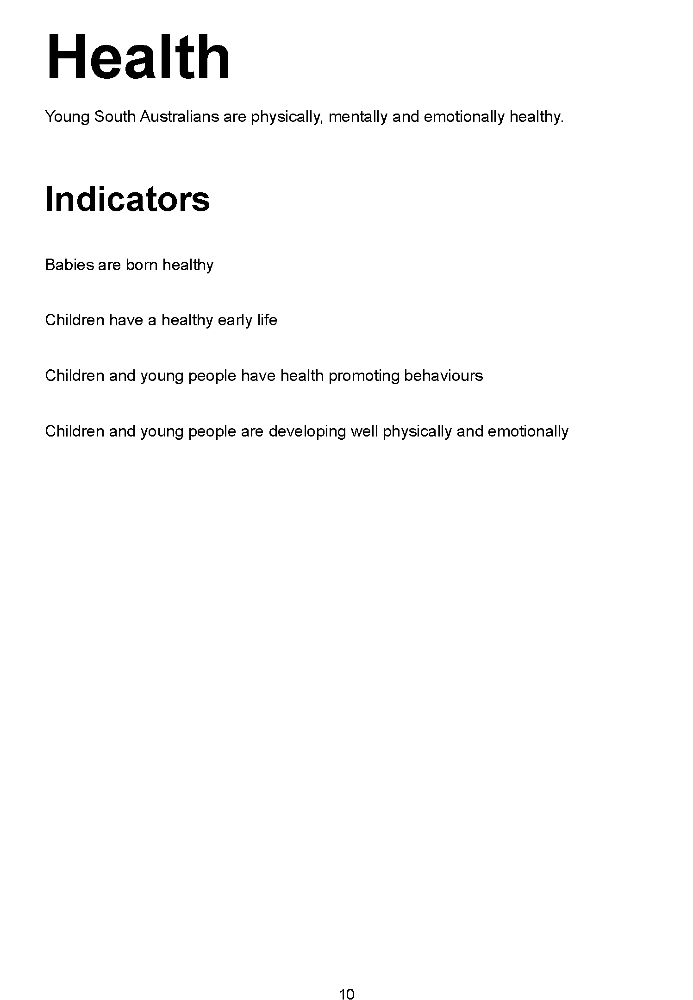 Health
Young South Australians are physically, mentally and emotionally healthy.
Indicators
Babies are born healthy
Children have a healthy early life
Children and young people have health promoting behaviours
Children and young people are developing well physically and emotionally
10